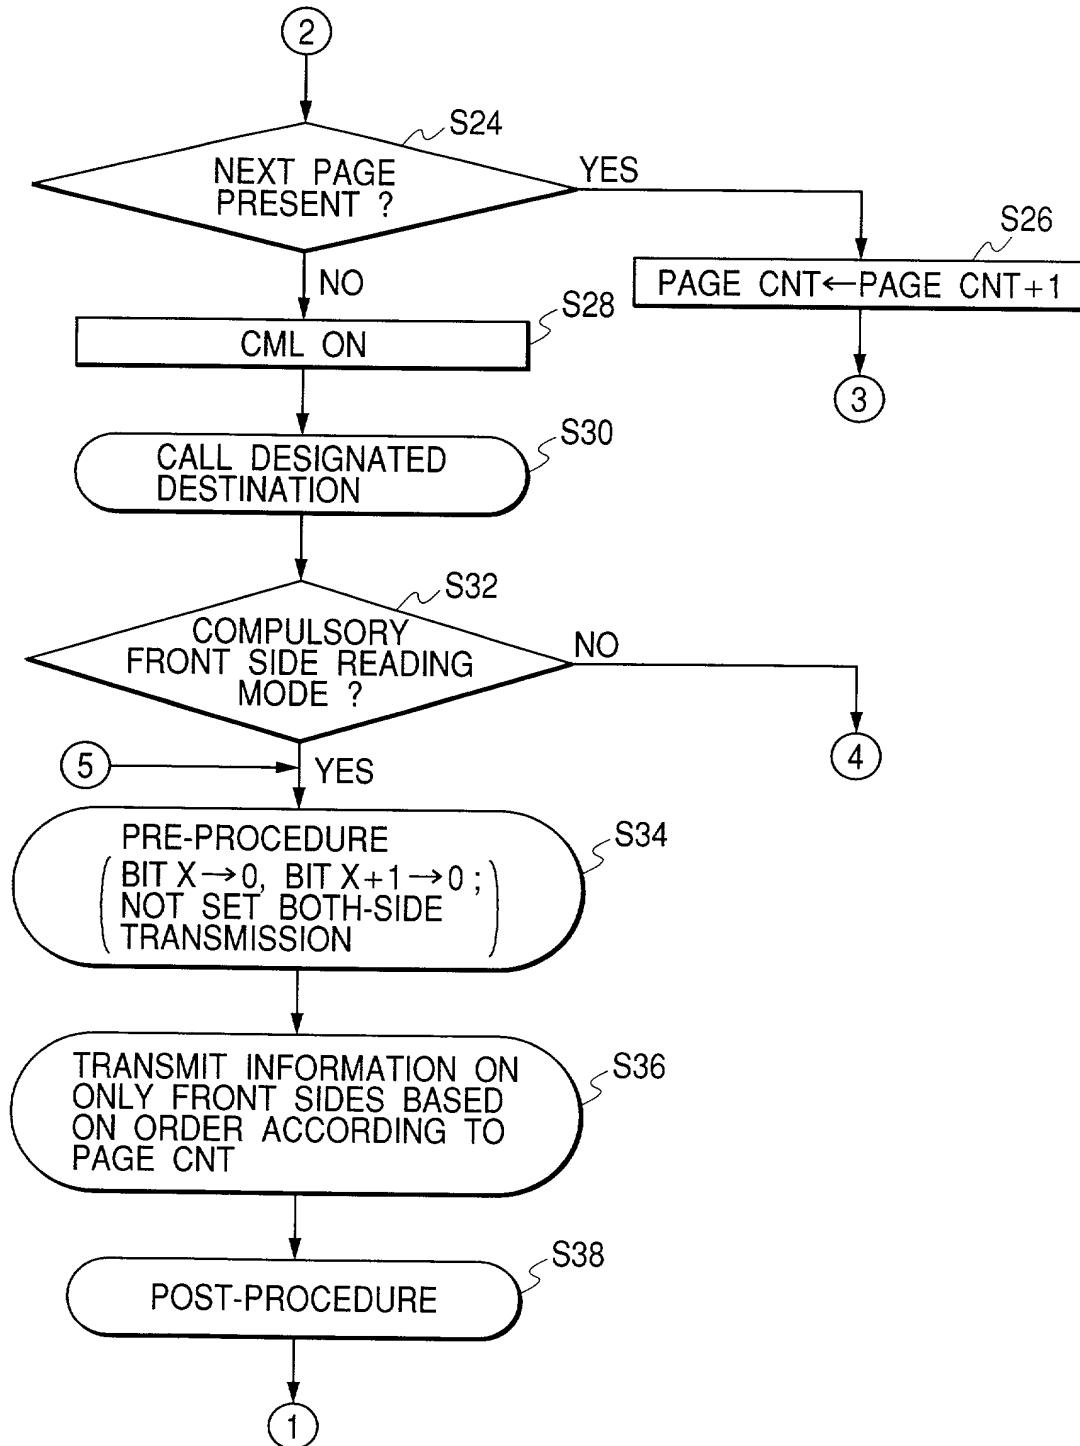 2
S24
NEXT PAGE
PRESENT ?
YES
S26
PAGE CNT←PAGE CNT+1
NO
3
S28
CML ON
S30
CALL DESIGNATED
DESTINATION
S32
COMPULSORY
FRONT SIDE READING
MODE ?
NO
4
5
YES
S34
PRE-PROCEDURE
(BIT X→0, BIT X+1→0 ;
NOT SET BOTH-SIDE
TRANSMISSION)
S36
TRANSMIT INFORMATION ON
ONLY FRONT SIDES BASED
ON ORDER ACCORDING TO
PAGE CNT
S38
POST-PROCEDURE
1